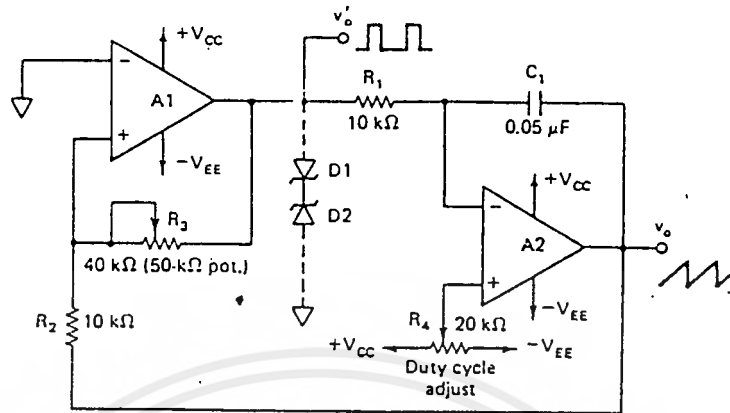 v'o
+VCC
A1
−
+
−VEE
R1
10 kΩ
C1
0.05 μF
D1
D2
R3
40 kΩ (50-kΩ pot.)
R2
10 kΩ
+VCC
−
A2
+
vo
−VEE
R4
20 kΩ
+VCC
−VEE
Duty cycle
adjust